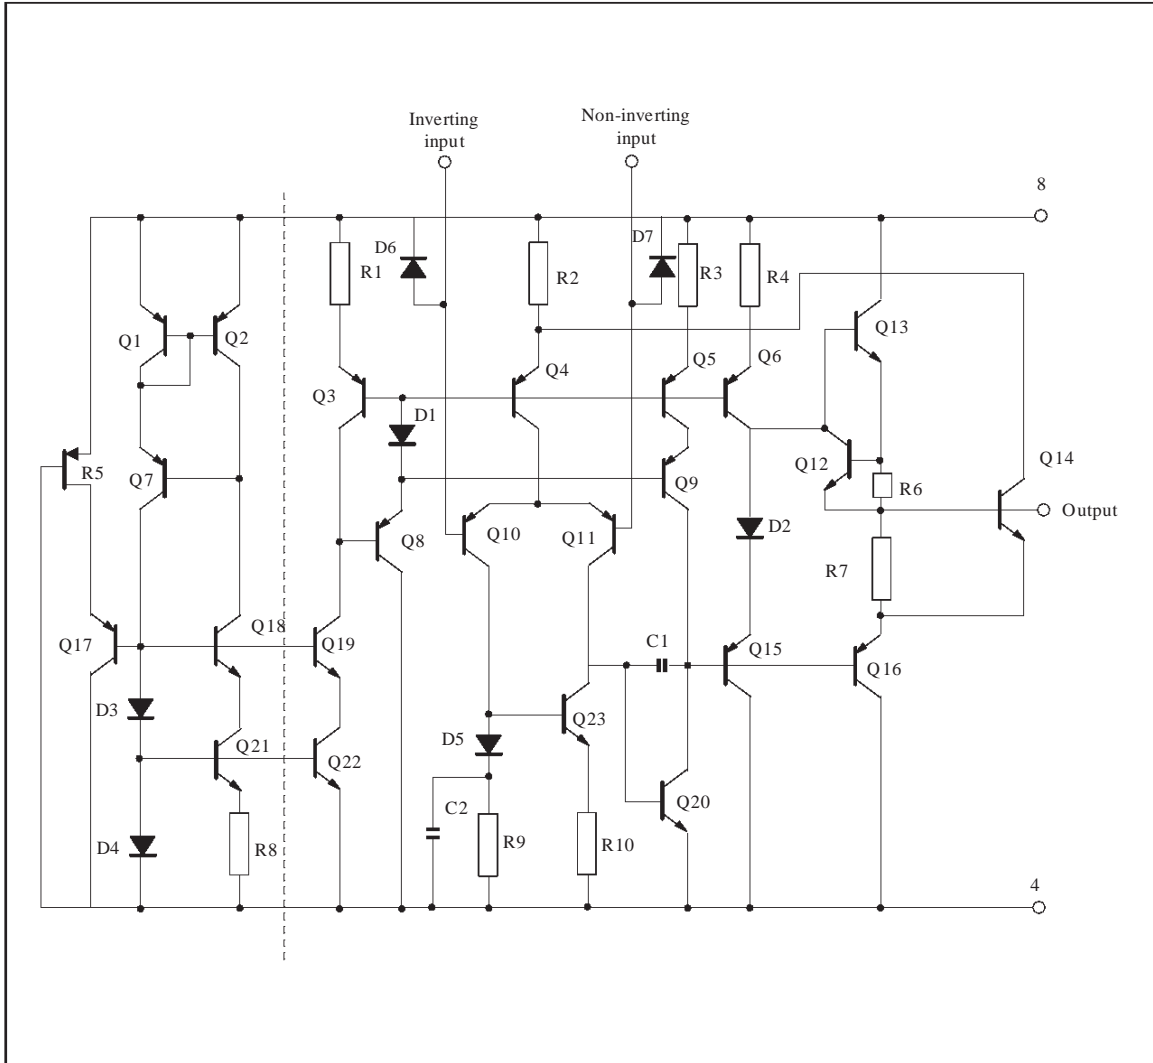 Inverting
input
Non-inverting
input
8
D6
D7
R1
R2
R3
R4
Q1
Q2
Q13
Q3
Q4
Q5
Q6
D1
R5
Q7
Q12
Q14
Q8
Q10
Q11
Q9
D2
R6
Output
R7
Q17
Q18
Q19
C1
Q15
Q16
D3
D5
Q23
Q21
Q22
C2
Q20
D4
R8
R9
R10
4